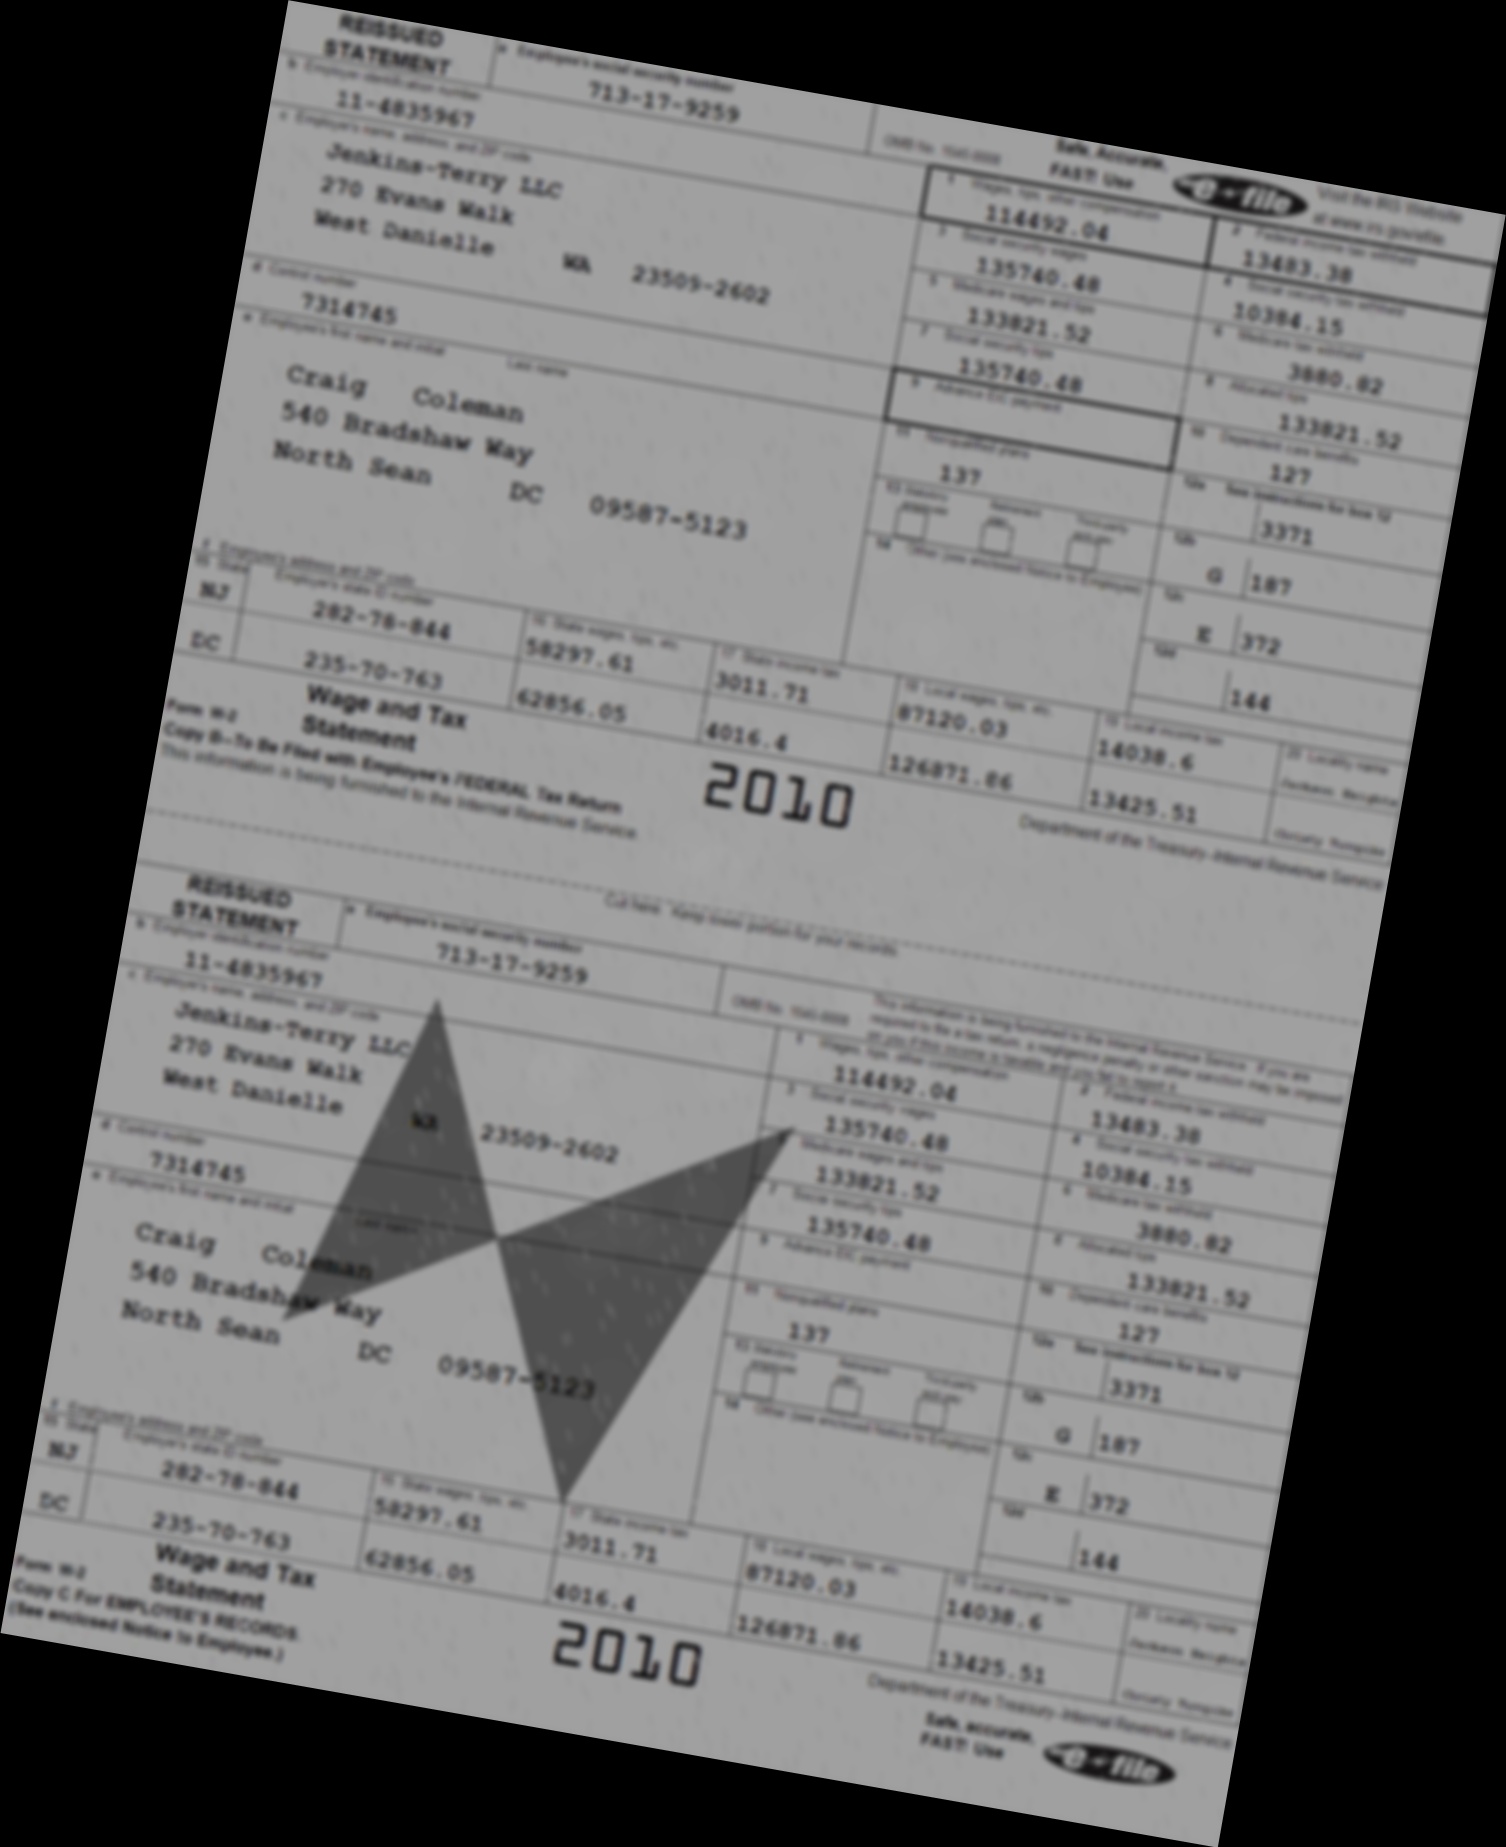 REISSUED
STATEMENT
a Employee's social security number
713-17-9259
b Employer identification number
11-4835967
OMB No. 1545-0008
Safe, Accurate,
FAST! Use
e-file
Visit the IRS Website
at www.irs.gov/efile.
c Employer's name, address, and ZIP code
Jenkins-Terry LLC
270 Evans Walk
West Danielle WA 23509-2602
1 Wages, tips, other compensation
114492.04
2 Federal income tax withheld
13483.38
3 Social security wages
135740.48
4 Social security tax withheld
10384.15
5 Medicare wages and tips
133821.52
6 Medicare tax withheld
3880.82
d Control number
7314745
7 Social security tips
135740.48
8 Allocated tips
133821.52
e Employee's first name and initial Last name
Craig Coleman
540 Bradshaw Way
North Sean DC 09587-5123
9 Advance EIC payment
10 Dependent care benefits
127
11 Nonqualified plans
137
12a See instructions for box 12
3371
13 Statutory employee Retirement plan Third-party sick pay
12b
G 187
14 Other (see enclosed Notice to Employee)
12c
E 372
12d
144
f Employee's address and ZIP code
15 State Employer's state ID number
16 State wages, tips, etc.
17 State income tax
18 Local wages, tips, etc.
19 Local income tax
20 Locality name
NJ 282-78-844 58297.61 3011.71 87120.03 14038.6
DC 235-70-763 62856.05 4016.4 126871.86 13425.51
Form W-2
Wage and Tax
Statement
2010
Department of the Treasury-Internal Revenue Service
Copy B-To Be Filed with Employee's FEDERAL Tax Return
This information is being furnished to the Internal Revenue Service.
Cut here. Keep lower portion for your records.
REISSUED
STATEMENT
a Employee's social security number
713-17-9259
b Employer identification number
11-4835967
OMB No. 1545-0008
This information is being furnished to the Internal Revenue Service. If you are
required to file a tax return, a negligence penalty or other sanction may be imposed
on you if this income is taxable and you fail to report it.
c Employer's name, address, and ZIP code
Jenkins-Terry LLC
270 Evans Walk
West Danielle WA 23509-2602
1 Wages, tips, other compensation
114492.04
2 Federal income tax withheld
13483.38
3 Social security wages
135740.48
4 Social security tax withheld
10384.15
Medicare wages and tips
133821.52
6 Medicare tax withheld
3880.82
d Control number
7314745
7 Social security tips
135740.48
8 Allocated tips
133821.52
e Employee's first name and initial Last name
Craig Coleman
540 Bradshaw Way
North Sean DC 09587-5123
9 Advance EIC payment
10 Dependent care benefits
127
11 Nonqualified plans
137
12a See instructions for box 12
3371
13 Statutory employee Retirement plan Third-party sick pay
12b
G 187
14 Other (see enclosed Notice to Employee)
12c
E 372
12d
144
f Employee's address and ZIP code
15 State Employer's state ID number
16 State wages, tips, etc.
17 State income tax
18 Local wages, tips, etc.
19 Local income tax
20 Locality name
NJ 282-78-844 58297.61 3011.71 87120.03 14038.6
DC 235-70-763 62856.05 4016.4 126871.86 13425.51
Form W-2
Wage and Tax
Statement
2010
Department of the Treasury-Internal Revenue Service
Copy C For EMPLOYEE'S RECORDS.
(See enclosed Notice to Employee.)
Safe, accurate,
FAST! Use
e-file